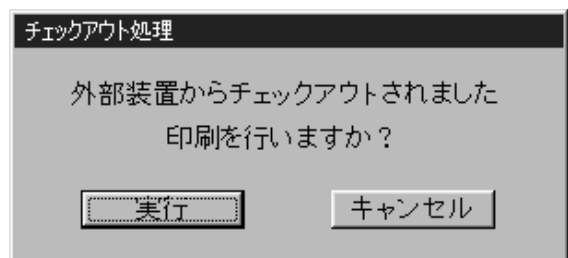 チェックアウト処理
外部装置からチェックアウトされました
印刷を行いますか？
実行
キャンセル